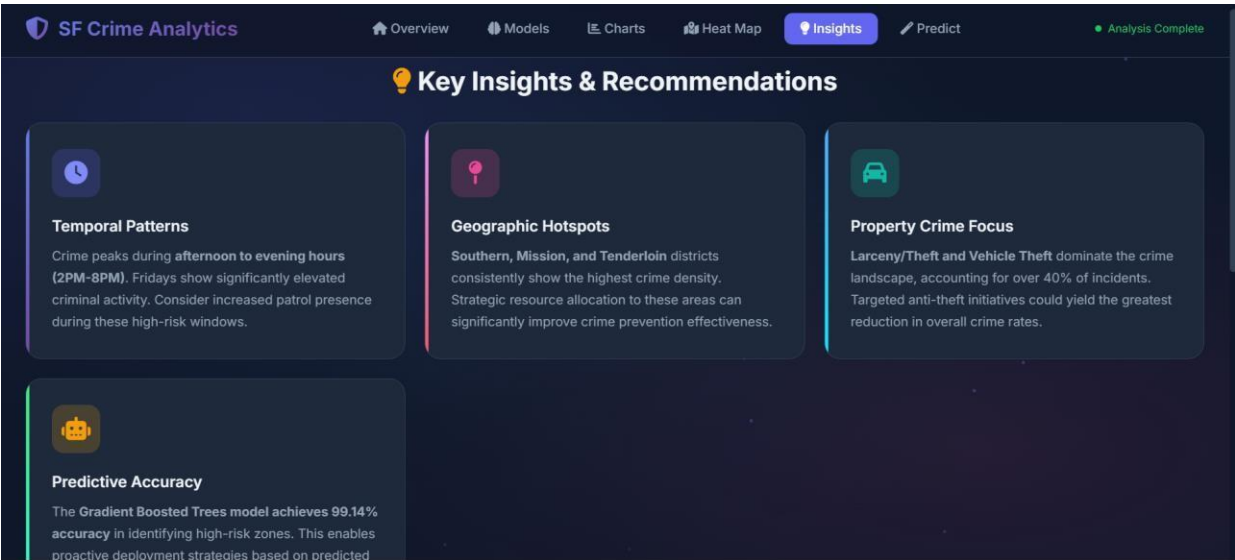 SF Crime Analytics
Overview
Models
Charts
Heat Map
Insights
Predict
Analysis Complete
Key Insights & Recommendations
Temporal Patterns
Crime peaks during afternoon to evening hours
(2PM-8PM). Fridays show significantly elevated
criminal activity. Consider increased patrol presence
during these high-risk windows.
Geographic Hotspots
Southern, Mission, and Tenderloin districts
consistently show the highest crime density.
Strategic resource allocation to these areas can
significantly improve crime prevention effectiveness.
Property Crime Focus
Larceny/Theft and Vehicle Theft dominate the crime
landscape, accounting for over 40% of incidents.
Targeted anti-theft initiatives could yield the greatest
reduction in overall crime rates.
Predictive Accuracy
The Gradient Boosted Trees model achieves 99.14%
accuracy in identifying high-risk zones. This enables
proactive deployment strategies based on predicted